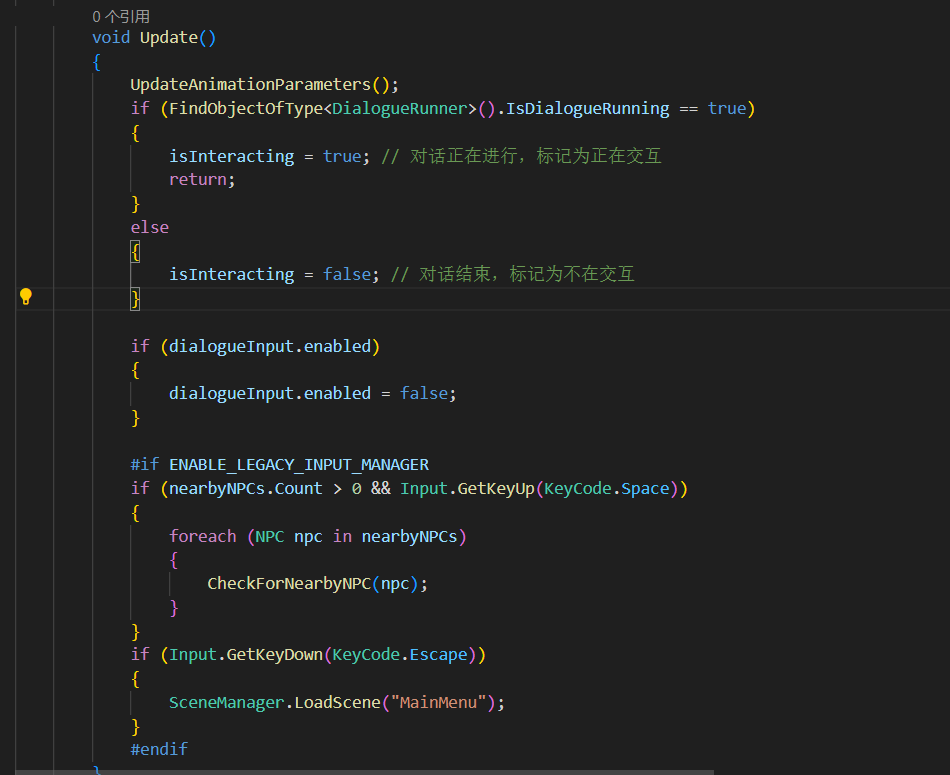 0 个引用
void Update()
{
UpdateAnimationParameters();
if (FindObjectOfType<DialogueRunner>().IsDialogueRunning == true)
{
isInteracting = true; // 对话正在进行，标记为正在交互
return;
}
else
{
isInteracting = false; // 对话结束，标记为不在交互
}
if (dialogueInput.enabled)
{
dialogueInput.enabled = false;
}
#if ENABLE_LEGACY_INPUT_MANAGER
if (nearbyNPCs.Count > 0 && Input.GetKeyUp(KeyCode.Space))
{
foreach (NPC npc in nearbyNPCs)
{
CheckForNearbyNPC(npc);
}
}
if (Input.GetKeyDown(KeyCode.Escape))
{
SceneManager.LoadScene("MainMenu");
}
#endif
}